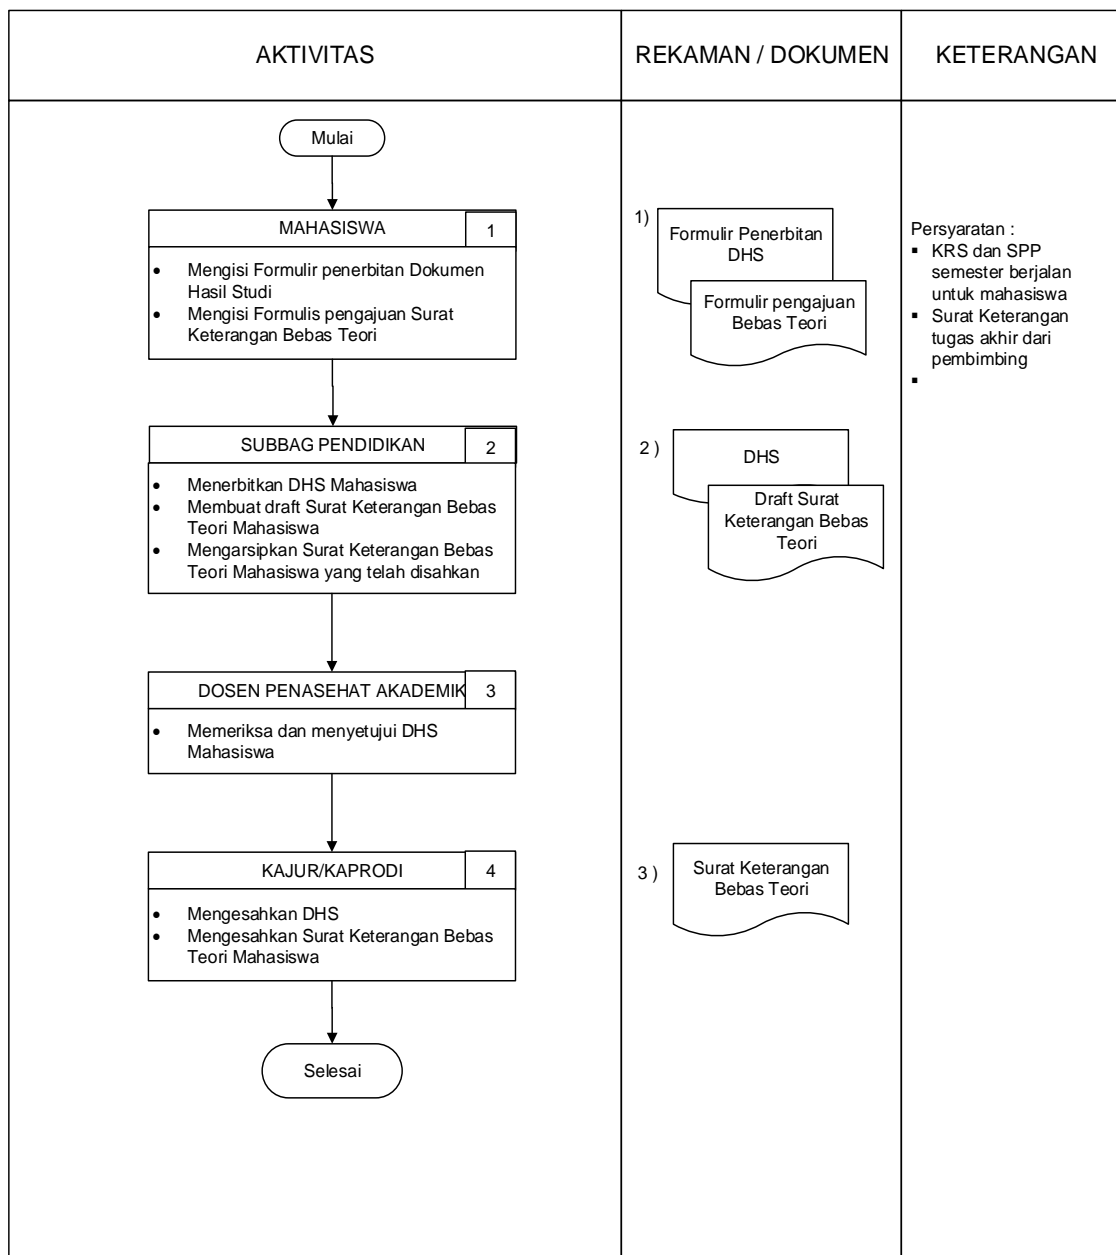 AKTIVITAS
REKAMAN / DOKUMEN
KETERANGAN
Mulai
MAHASISWA
1
• Mengisi Formulir penerbitan Dokumen
Hasil Studi
• Mengisi Formulis pengajuan Surat
Keterangan Bebas Teori
1)
Formulir Penerbitan
DHS
Formulir pengajuan
Bebas Teori
Persyaratan :
▪ KRS dan SPP
semester berjalan
untuk mahasiswa
▪ Surat Keterangan
tugas akhir dari
pembimbing
▪
SUBBAG PENDIDIKAN
2
• Menerbitkan DHS Mahasiswa
• Membuat draft Surat Keterangan Bebas
Teori Mahasiswa
• Mengarsipkan Surat Keterangan Bebas
Teori Mahasiswa yang telah disahkan
2 )
DHS
Draft Surat
Keterangan Bebas
Teori
DOSEN PENASEHAT AKADEMIK
3
• Memeriksa dan menyetujui DHS
Mahasiswa
KAJUR/KAPRODI
4
• Mengesahkan DHS
• Mengesahkan Surat Keterangan Bebas
Teori Mahasiswa
3 )
Surat Keterangan
Bebas Teori
Selesai